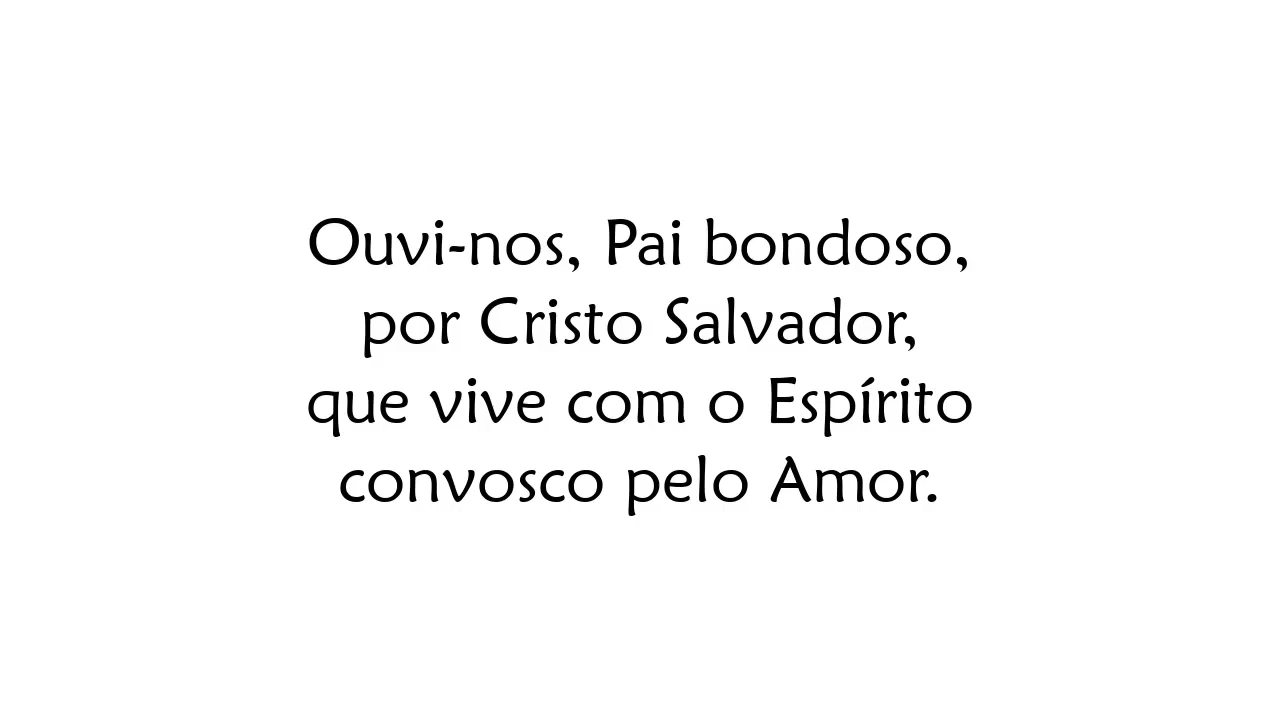 Ouvi-nos, Pai bondoso,
por Cristo Salvador,
que vive com o Espírito
convosco pelo Amor.